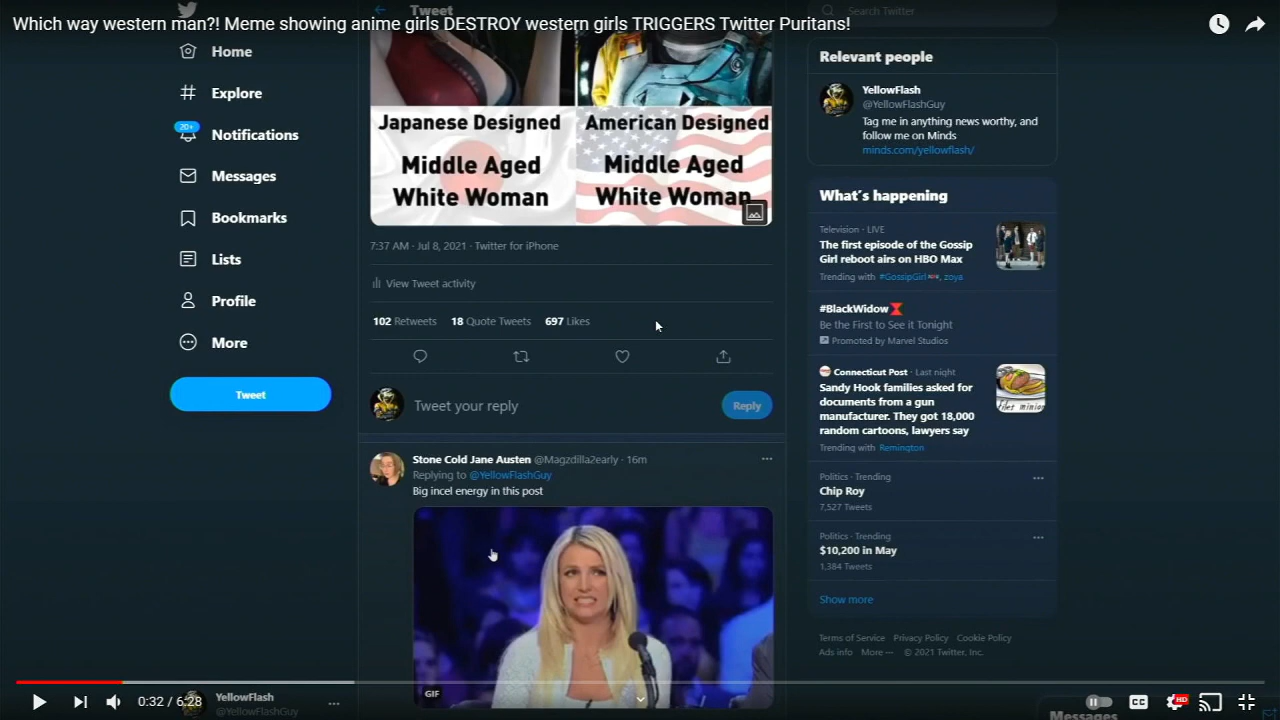 Which way western man?! Meme showing anime girls DESTROY western girls TRIGGERS Twitter Puritans!
Tweet
Search Twitter
Home
Explore
20+
Notifications
Messages
Bookmarks
Lists
Profile
More
Tweet
Japanese Designed
Middle Aged
White Woman
American Designed
Middle Aged
White Woman
7:37 AM · Jul 8, 2021 · Twitter for iPhone
View Tweet activity
102 Retweets 18 Quote Tweets 697 Likes
Tweet your reply
Reply
Stone Cold Jane Austen @Magzdilla2early · 16m
Replying to @YellowFlashGuy
Big incel energy in this post
GIF
Relevant people
YellowFlash
@YellowFlashGuy
Tag me in anything news worthy, and
follow me on Minds
minds.com/yellowflash/
What's happening
Television · LIVE
The first episode of the Gossip
Girl reboot airs on HBO Max
Trending with #GossipGirl, zoya
#BlackWidow
Be the First to See it Tonight
Promoted by Marvel Studios
Connecticut Post · Last night
Sandy Hook families asked for
documents from a gun
manufacturer. They got 18,000
random cartoons, lawyers say
Trending with Remington
filet minion
Politics · Trending
Chip Roy
7,527 Tweets
Politics · Trending
$10,200 in May
1,384 Tweets
Show more
Terms of Service Privacy Policy Cookie Policy
Ads info More © 2021 Twitter, Inc.
0:32 / 6:28
YellowFlash
@YellowFlashGuy
CC
HD
Messages